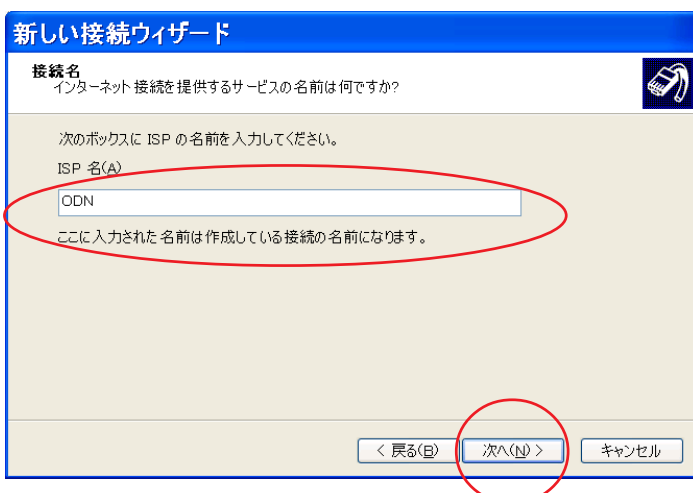 新しい接続ウィザード
接続名
インターネット接続を提供するサービスの名前は何ですか?
次のボックスに ISP の名前を入力してください。
ISP 名(A)
ODN
ここに入力された名前は作成している接続の名前になります。
< 戻る(B) 次へ(N) > キャンセル